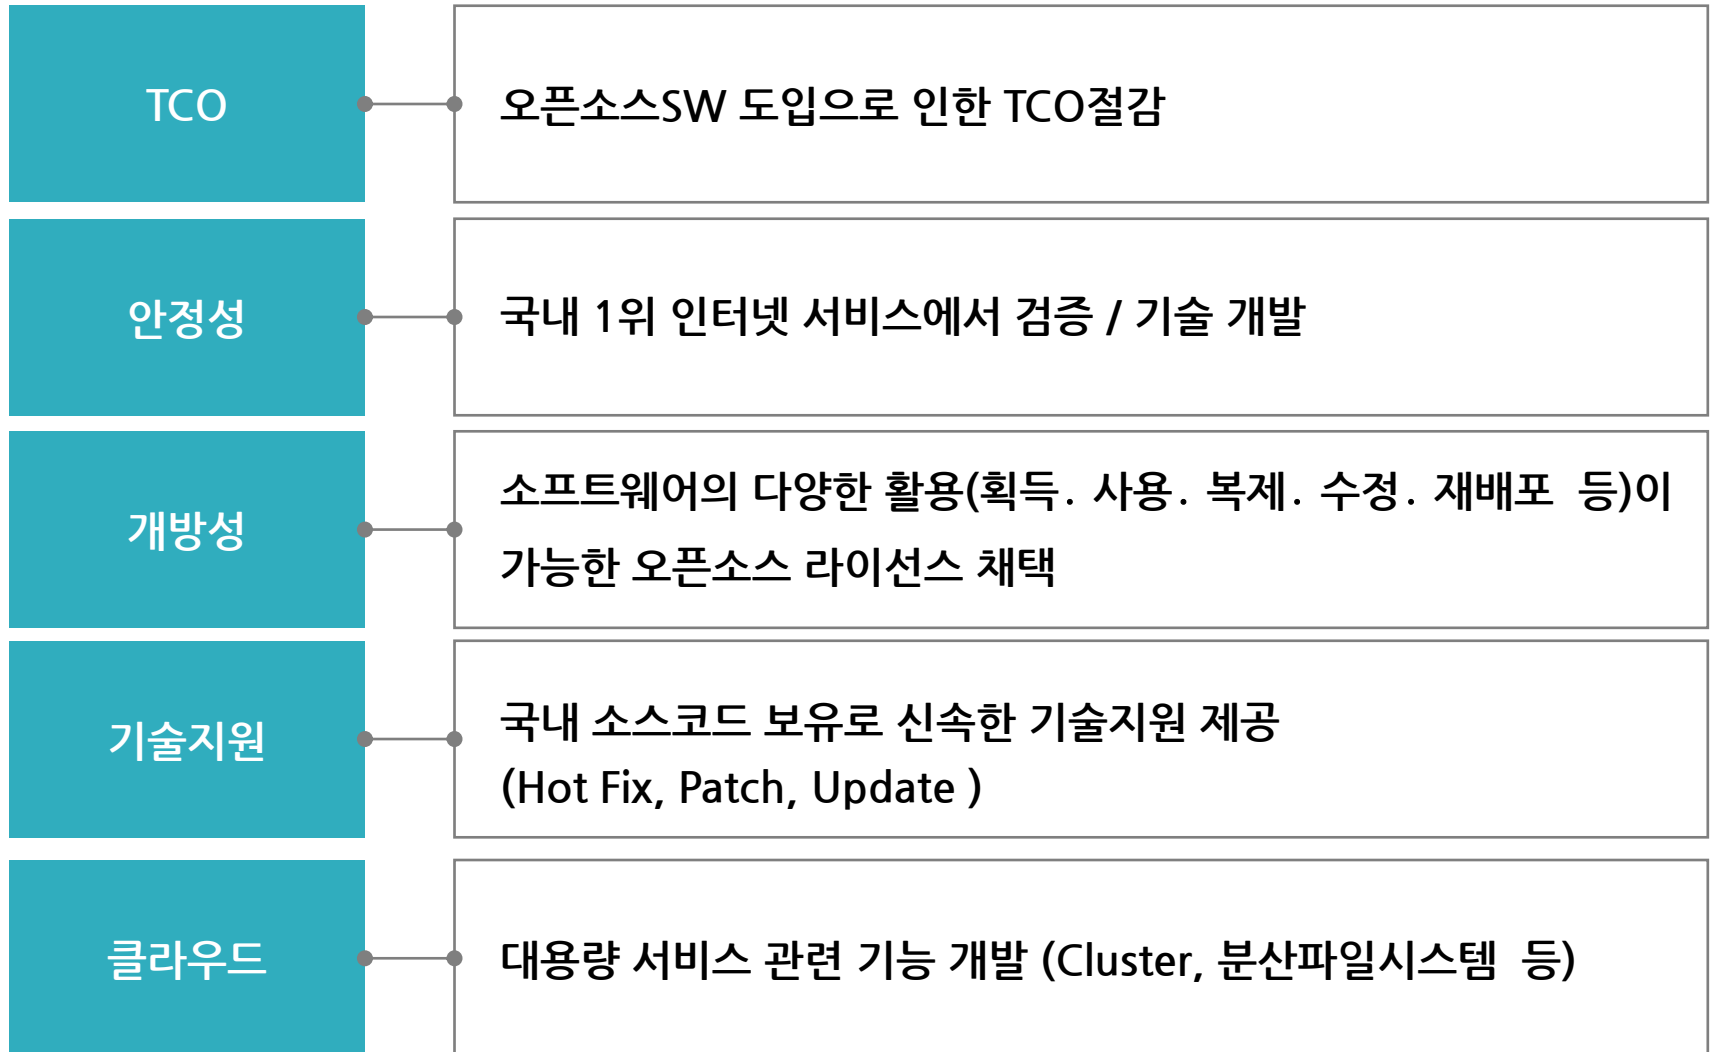 TCO
오픈소스SW 도입으로 인한 TCO절감
안정성
국내 1위 인터넷 서비스에서 검증 / 기술 개발
개방성
소프트웨어의 다양한 활용(획득. 사용. 복제. 수정. 재배포 등)이
가능한 오픈소스 라이선스 채택
기술지원
국내 소스코드 보유로 신속한 기술지원 제공
(Hot Fix, Patch, Update )
클라우드
대용량 서비스 관련 기능 개발 (Cluster, 분산파일시스템 등)